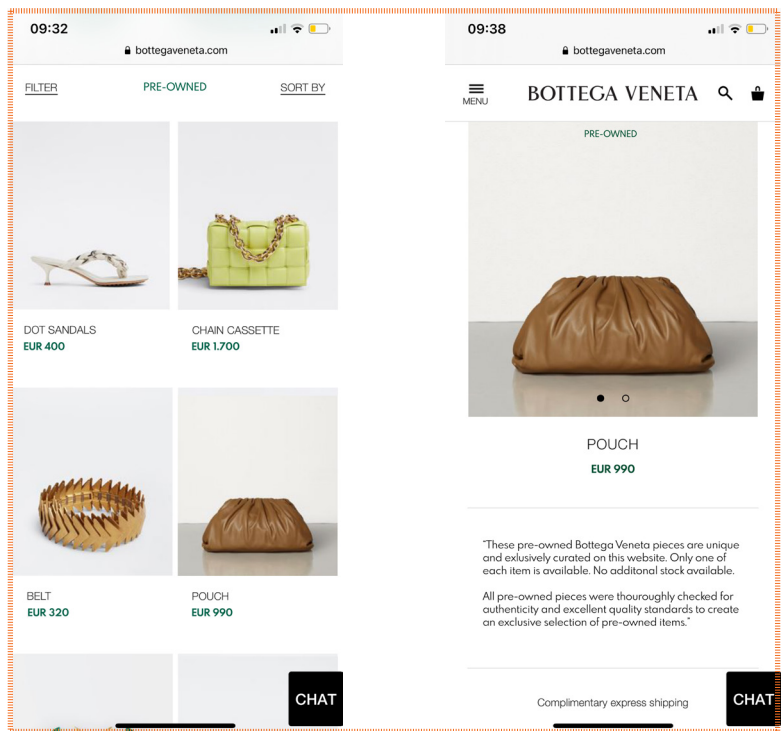 09:32
bottegaveneta.com
FILTER PRE-OWNED SORT BY
DOT SANDALS
EUR 400
CHAIN CASSETTE
EUR 1.700
BELT
EUR 320
POUCH
EUR 990
CHAT
09:38
bottegaveneta.com
MENU
BOTTEGA VENETA
PRE-OWNED
POUCH
EUR 990
"These pre-owned Bottega Veneta pieces are unique
and exlusively curated on this website. Only one of
each item is available. No additonal stock available.
All pre-owned pieces were thouroughly checked for
authenticity and excellent quality standards to create
an exclusive selection of pre-owned items."
Complimentary express shipping
CHAT